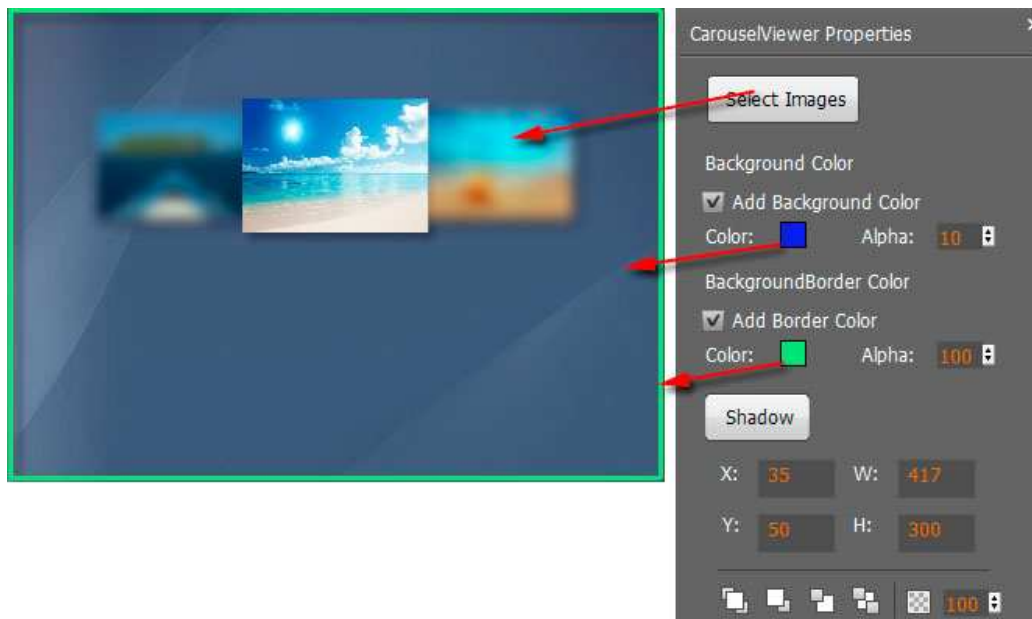 CarouselViewer Properties
Select Images
Background Color
Add Background Color
Color: Alpha: 10
BackgroundBorder Color
Add Border Color
Color: Alpha: 100
Shadow
X: 35 W: 417
Y: 50 H: 300
100